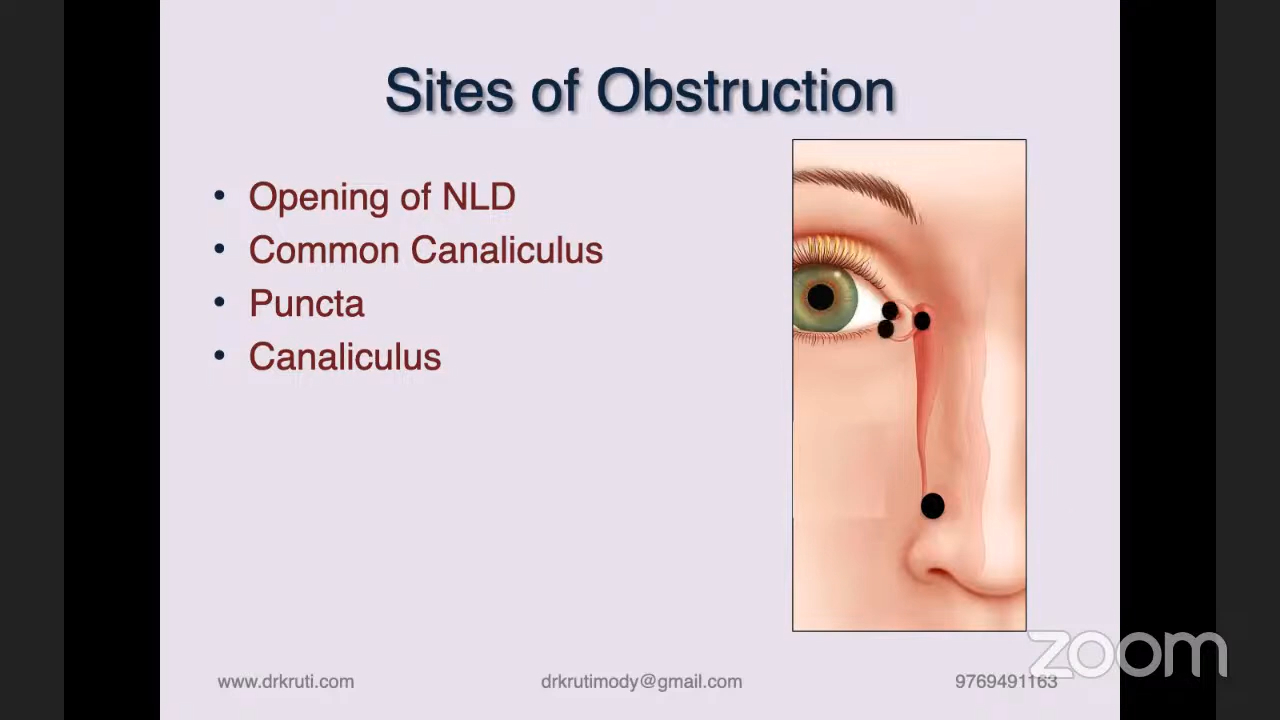 Sites of Obstruction
• Opening of NLD
• Common Canaliculus
• Puncta
• Canaliculus
www.drkruti.com
drkrutimody@gmail.com
9769491163
zoom